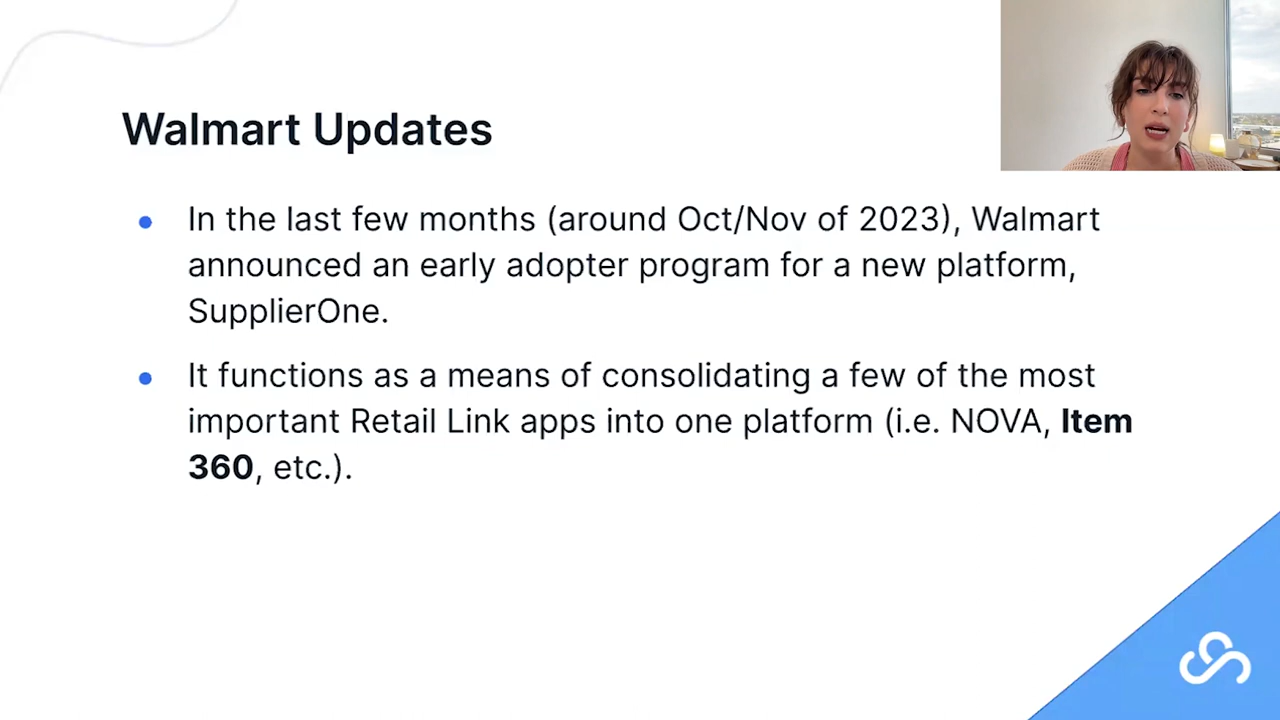 Walmart Updates
In the last few months (around Oct/Nov of 2023), Walmart
announced an early adopter program for a new platform,
SupplierOne.
It functions as a means of consolidating a few of the most
important Retail Link apps into one platform (i.e. NOVA, Item
360, etc.).